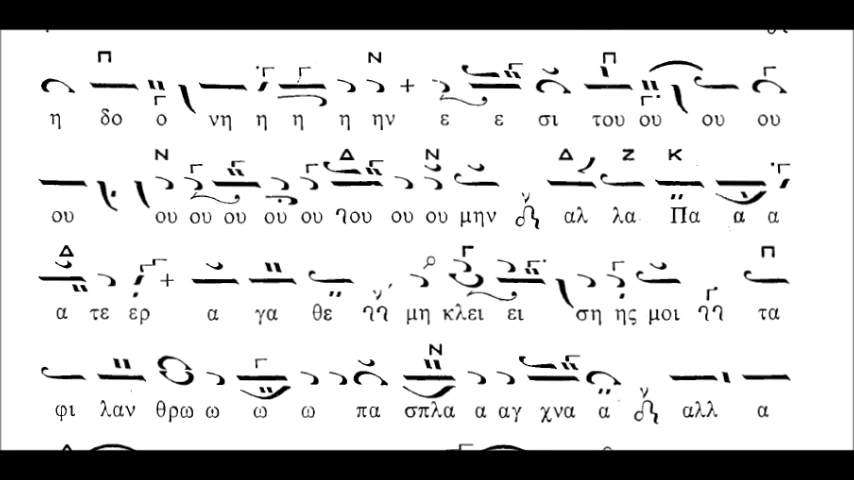 η δο ο νη η η η ην ε ε σι του ου ου ου
ου ου ου ου ου ου του ου ου μην αλ λα Πα α α
α τε ερ α γα θε μη κλει ει ση ης μοι τα
φι λαν θρω ω ω ω πα σπλα α αγ χνα α αλλ α